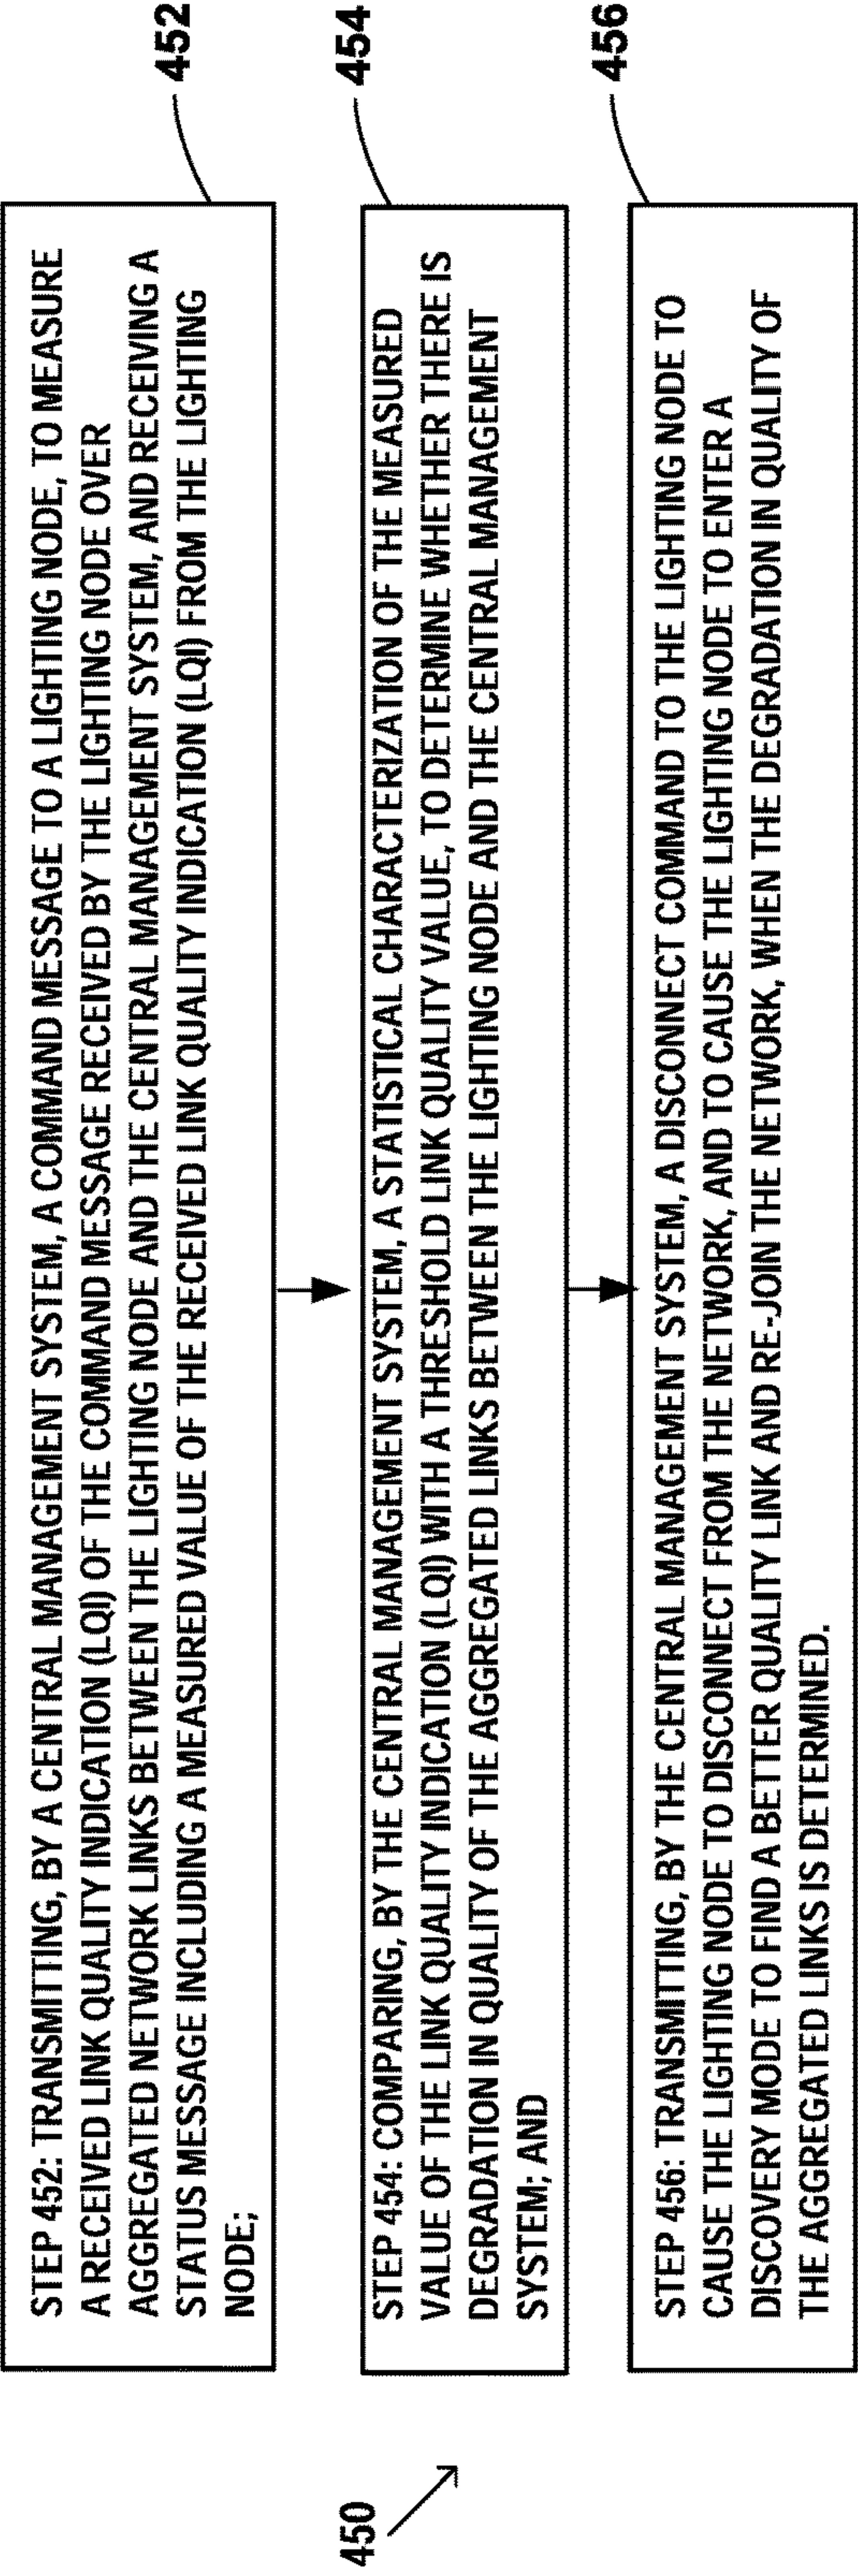 450
452
STEP 452: TRANSMITTING, BY A CENTRAL MANAGEMENT SYSTEM, A COMMAND MESSAGE TO A LIGHTING NODE, TO MEASURE
A RECEIVED LINK QUALITY INDICATION (LQI) OF THE COMMAND MESSAGE RECEIVED BY THE LIGHTING NODE OVER
AGGREGATED NETWORK LINKS BETWEEN THE LIGHTING NODE AND THE CENTRAL MANAGEMENT SYSTEM, AND RECEIVING A
STATUS MESSAGE INCLUDING A MEASURED VALUE OF THE RECEIVED LINK QUALITY INDICATION (LQI) FROM THE LIGHTING
NODE;
454
STEP 454: COMPARING, BY THE CENTRAL MANAGEMENT SYSTEM, A STATISTICAL CHARACTERIZATION OF THE MEASURED
VALUE OF THE LINK QUALITY INDICATION (LQI) WITH A THRESHOLD LINK QUALITY VALUE, TO DETERMINE WHETHER THERE IS
DEGRADATION IN QUALITY OF THE AGGREGATED LINKS BETWEEN THE LIGHTING NODE AND THE CENTRAL MANAGEMENT
SYSTEM; AND
456
STEP 456: TRANSMITTING, BY THE CENTRAL MANAGEMENT SYSTEM, A DISCONNECT COMMAND TO THE LIGHTING NODE TO
CAUSE THE LIGHTING NODE TO DISCONNECT FROM THE NETWORK, AND TO CAUSE THE LIGHTING NODE TO ENTER A
DISCOVERY MODE TO FIND A BETTER QUALITY LINK AND RE-JOIN THE NETWORK, WHEN THE DEGRADATION IN QUALITY OF
THE AGGREGATED LINKS IS DETERMINED.